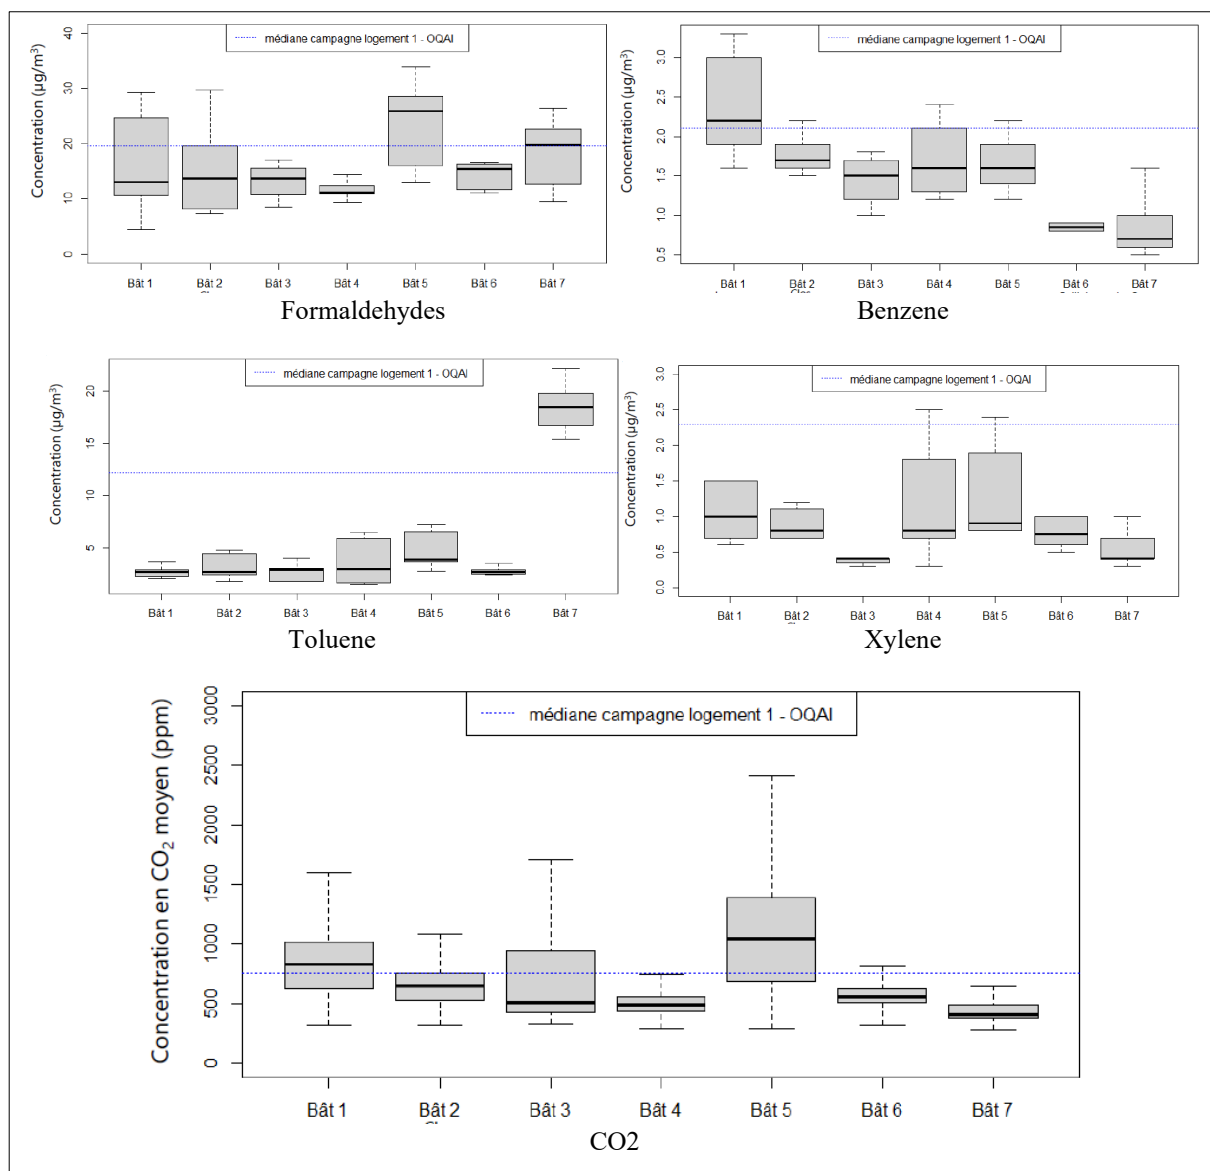 médiane campagne logement 1 - OQAI
Concentration (µg/m³)
40
30
20
10
0
Bât 1 Bât 2 Bât 3 Bât 4 Bât 5 Bât 6 Bât 7
Formaldehydes
médiane campagne logement 1 - OQAI
Concentration (µg/m³)
3.0
2.5
2.0
1.5
1.0
0.5
Bât 1 Bât 2 Bât 3 Bât 4 Bât 5 Bât 6 Bât 7
Benzene
médiane campagne logement 1 - OQAI
Concentration (µg/m³)
20
15
10
5
Bât 1 Bât 2 Bât 3 Bât 4 Bât 5 Bât 6 Bât 7
Toluene
médiane campagne logement 1 - OQAI
Concentration (µg/m³)
3.0
2.5
2.0
1.5
1.0
0.5
0.0
Bât 1 Bât 2 Bât 3 Bât 4 Bât 5 Bât 6 Bât 7
Xylene
médiane campagne logement 1 - OQAI
Concentration en CO₂ moyen (ppm)
3000
2500
2000
1500
1000
500
0
Bât 1 Bât 2 Bât 3 Bât 4 Bât 5 Bât 6 Bât 7
CO2